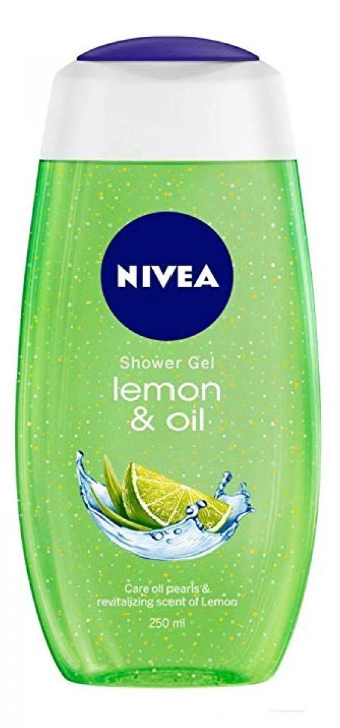 NIVEA
Shower Gel
lemon
& oil
Care oil pearls &
revitalizing scent of Lemon
250 ml